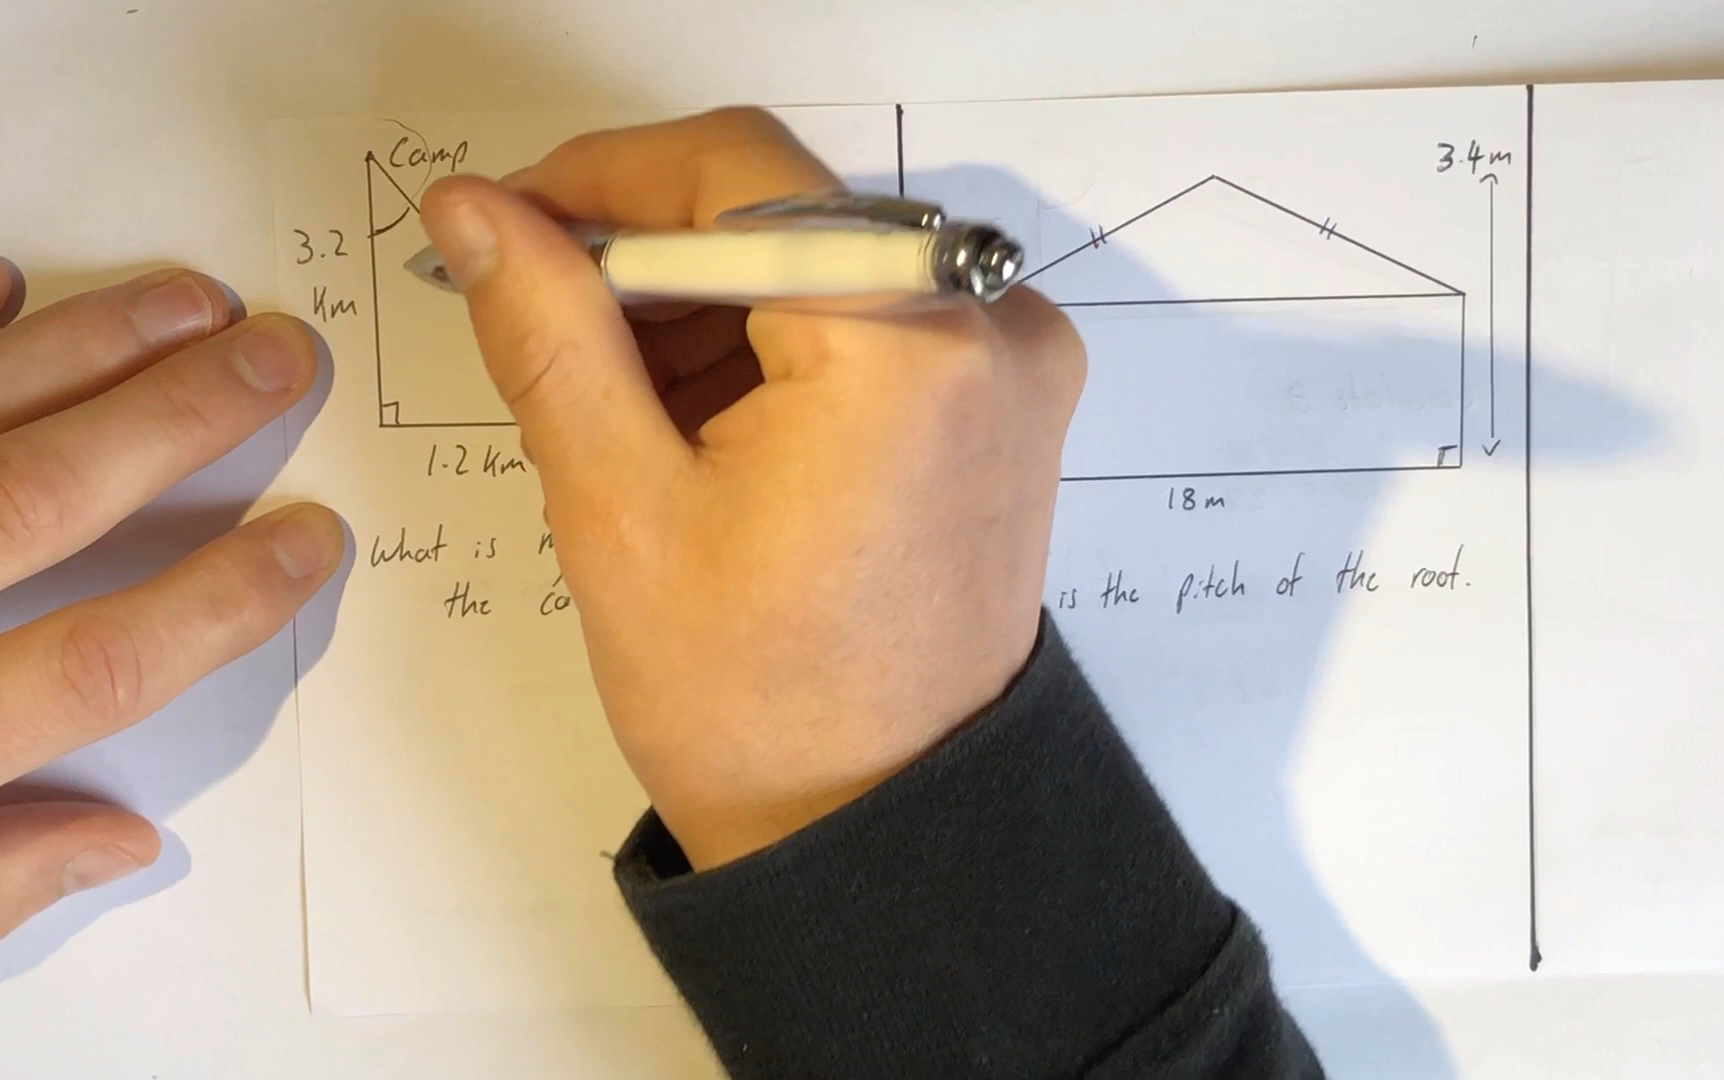 Camp
3.2
Km
1.2 Km
What is
the
3.4m
18m
is the pitch of the roof.